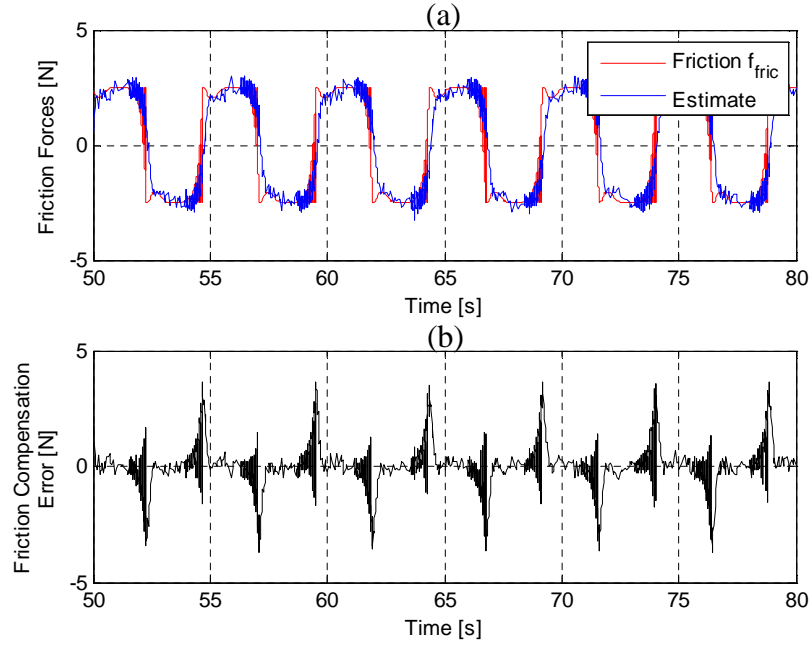 (a)
Friction Forces [N]
5
0
-5
Friction f_fric
Estimate
50 55 60 65 70 75 80
Time [s]
(b)
Friction Compensation
Error [N]
5
0
-5
50 55 60 65 70 75 80
Time [s]